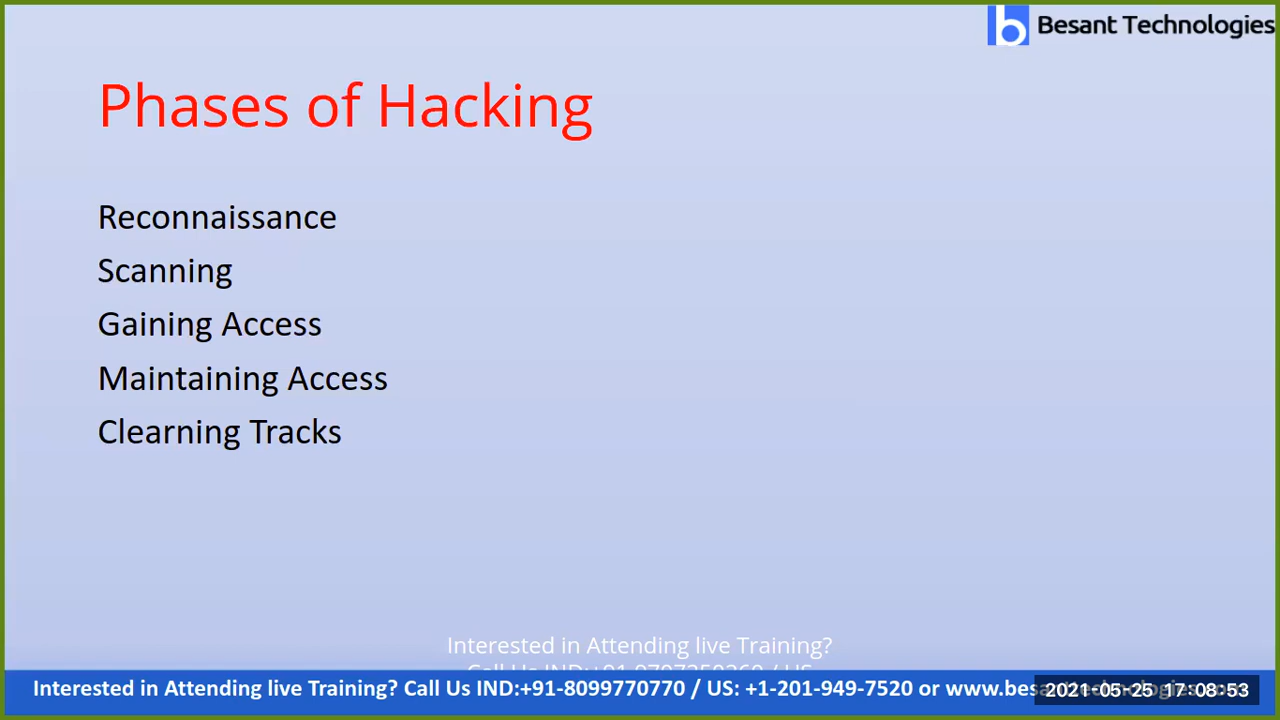 Besant Technologies
Phases of Hacking
Reconnaissance
Scanning
Gaining Access
Maintaining Access
Clearning Tracks
Interested in Attending live Training?
Interested in Attending live Training? Call Us IND:+91-8099770770 / US: +1-201-949-7520 or www.bes
2021-05-25 17:08:53